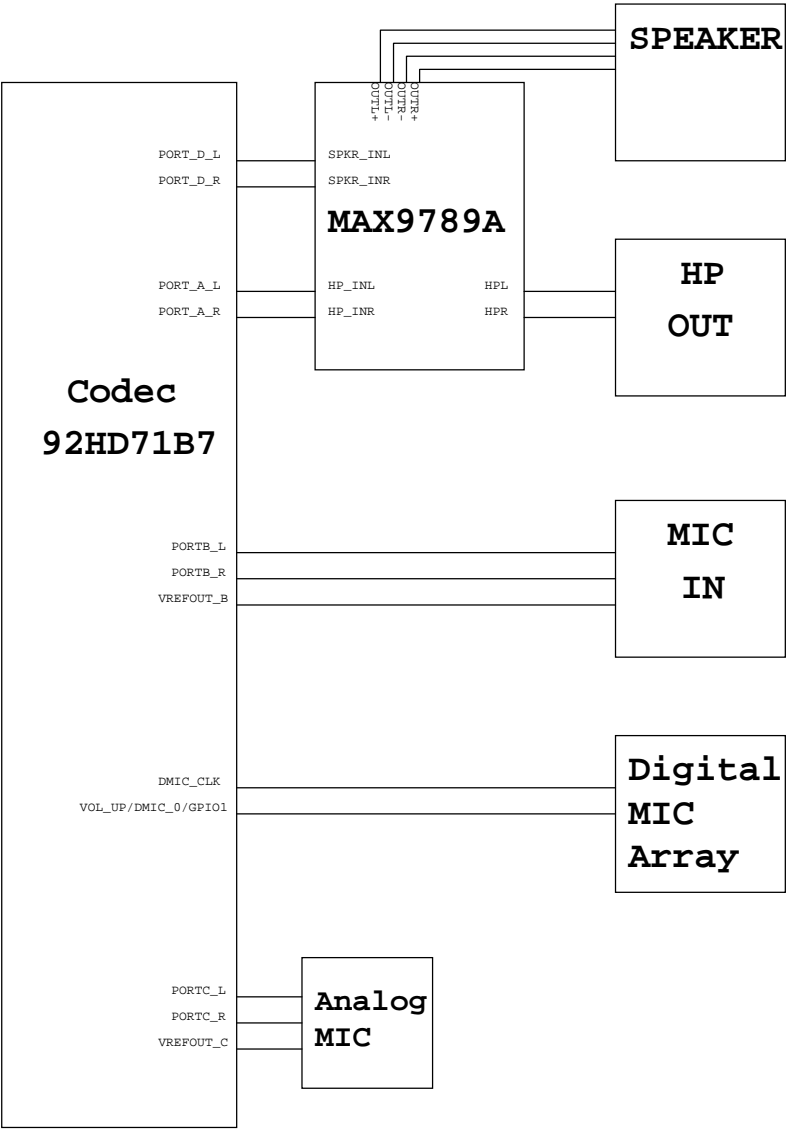 SPEAKER
OUTL+
OUTL-
OUTR-
OUTR+
PORT_D_L
SPKR_INL
PORT_D_R
SPKR_INR
MAX9789A
PORT_A_L
HP_INL
HPL
PORT_A_R
HP_INR
HPR
HP
OUT
Codec
92HD71B7
PORTB_L
PORTB_R
VREFOUT_B
MIC
IN
DMIC_CLK
VOL_UP/DMIC_0/GPIO1
Digital
MIC
Array
PORTC_L
PORTC_R
VREFOUT_C
Analog
MIC